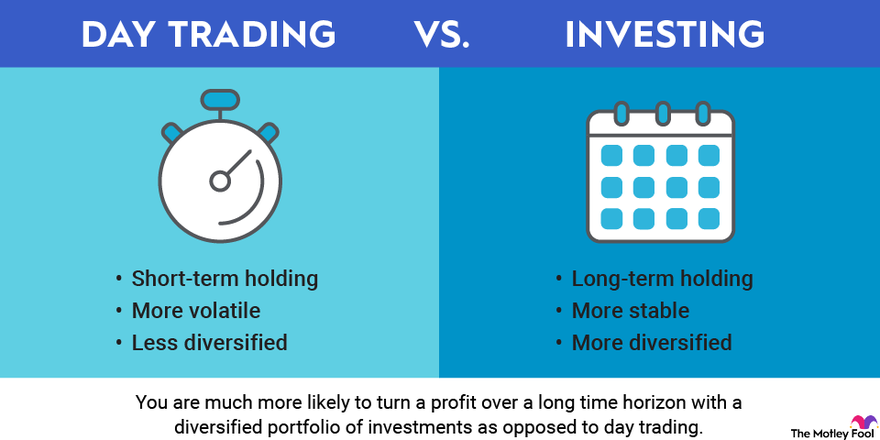 DAY TRADING VS. INVESTING
• Short-term holding
• More volatile
• Less diversified
• Long-term holding
• More stable
• More diversified
You are much more likely to turn a profit over a long time horizon with a
diversified portfolio of investments as opposed to day trading.
The Motley Fool